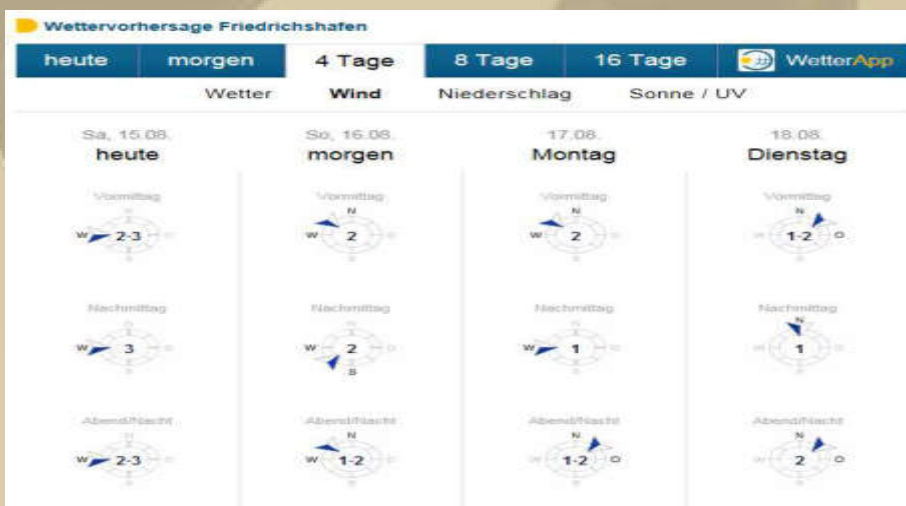 Wettervorhersage Friedrichshafen
heute morgen 4 Tage 8 Tage 16 Tage WetterApp
Wetter Wind Niederschlag Sonne / UV
Sa, 15.08. So, 16.08. 17.08. 18.08.
heute morgen Montag Dienstag
Vormittag Vormittag Vormittag Vormittag
N N N
W 2-3 W 2 W 2 1-2 O
Nachmittag Nachmittag Nachmittag Nachmittag
N
W 3 W 2 W 1 1
S
Abend/Nacht Abend/Nacht Abend/Nacht Abend/Nacht
N N N
W 2-3 W 1-2 1-2 O 2 O